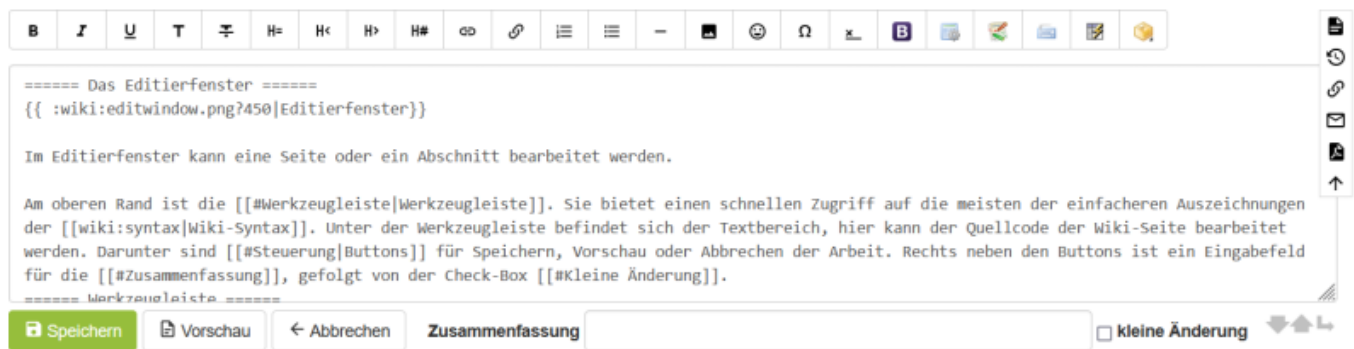 B I U T T H= H< H> H# Ω B
====== Das Editierfenster ======
{{ :wiki:editwindow.png?450|Editierfenster}}
Im Editierfenster kann eine Seite oder ein Abschnitt bearbeitet werden.
Am oberen Rand ist die [[#Werkzeugleiste|Werkzeugleiste]]. Sie bietet einen schnellen Zugriff auf die meisten der einfacheren Auszeichnungen
der [[wiki:syntax|Wiki-Syntax]]. Unter der Werkzeugleiste befindet sich der Textbereich, hier kann der Quellcode der Wiki-Seite bearbeitet
werden. Darunter sind [[#Steuerung|Buttons]] für Speichern, Vorschau oder Abbrechen der Arbeit. Rechts neben den Buttons ist ein Eingabefeld
für die [[#Zusammenfassung]], gefolgt von der Check-Box [[#Kleine Änderung]].
====== Werkzeugleiste ======
Speichern Vorschau Abbrechen Zusammenfassung kleine Änderung